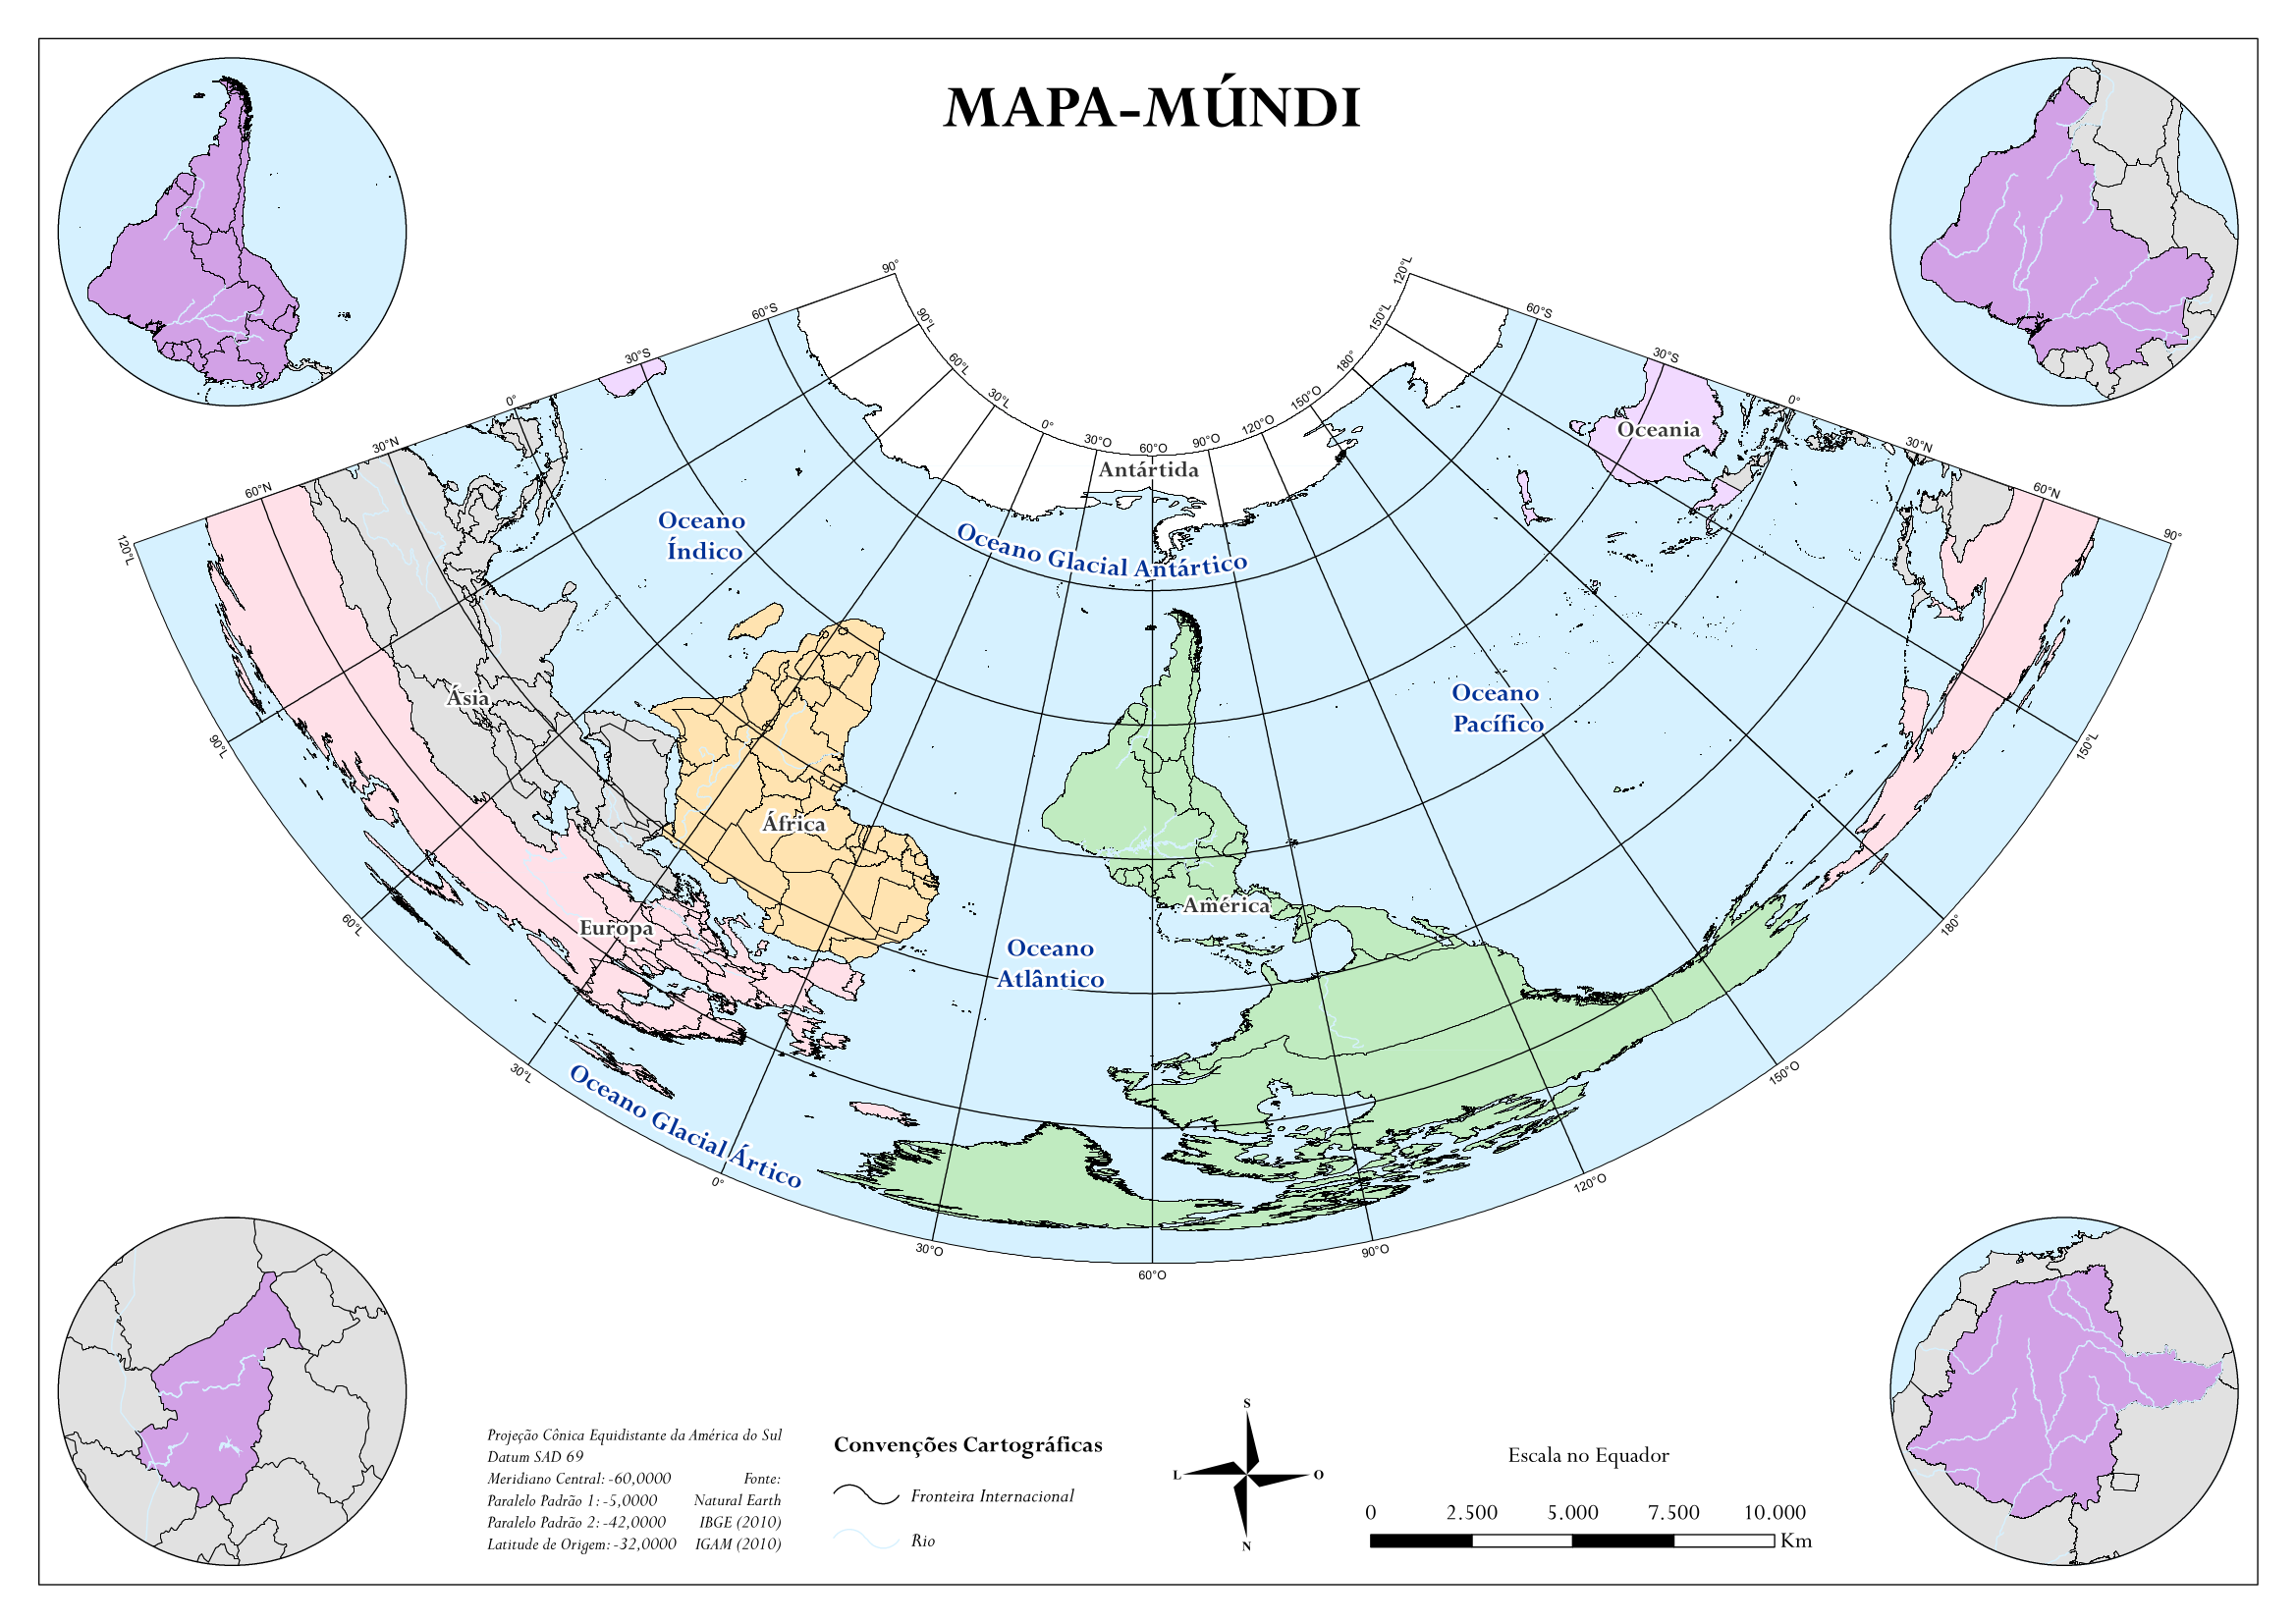 MAPA-MÚNDI
90°
60°S
30°S
0°
30°N
60°N
120°L
90°L
60°L
30°L
0°
30°O
60°O
90°O
120°O
150°O
180°
150°L
120°L
60°S
30°S
0°
30°N
60°N
90°
Antártida
Oceania
Oceano
Índico
Oceano Glacial Antártico
Ásia
Oceano
Pacífico
África
América
Europa
Oceano
Atlântico
Oceano Glacial Ártico
120°L
90°L
60°L
30°L
0°
30°O
60°O
90°O
120°O
150°O
180°
150°L
Projeção Cônica Equidistante da América do Sul
Datum SAD 69
Meridiano Central: -60,0000 Fonte:
Paralelo Padrão 1: -5,0000 Natural Earth
Paralelo Padrão 2: -42,0000 IBGE (2010)
Latitude de Origem: -32,0000 IGAM (2010)
Convenções Cartográficas
Fronteira Internacional
Rio
S
L O
N
Escala no Equador
0 2.500 5.000 7.500 10.000
Km